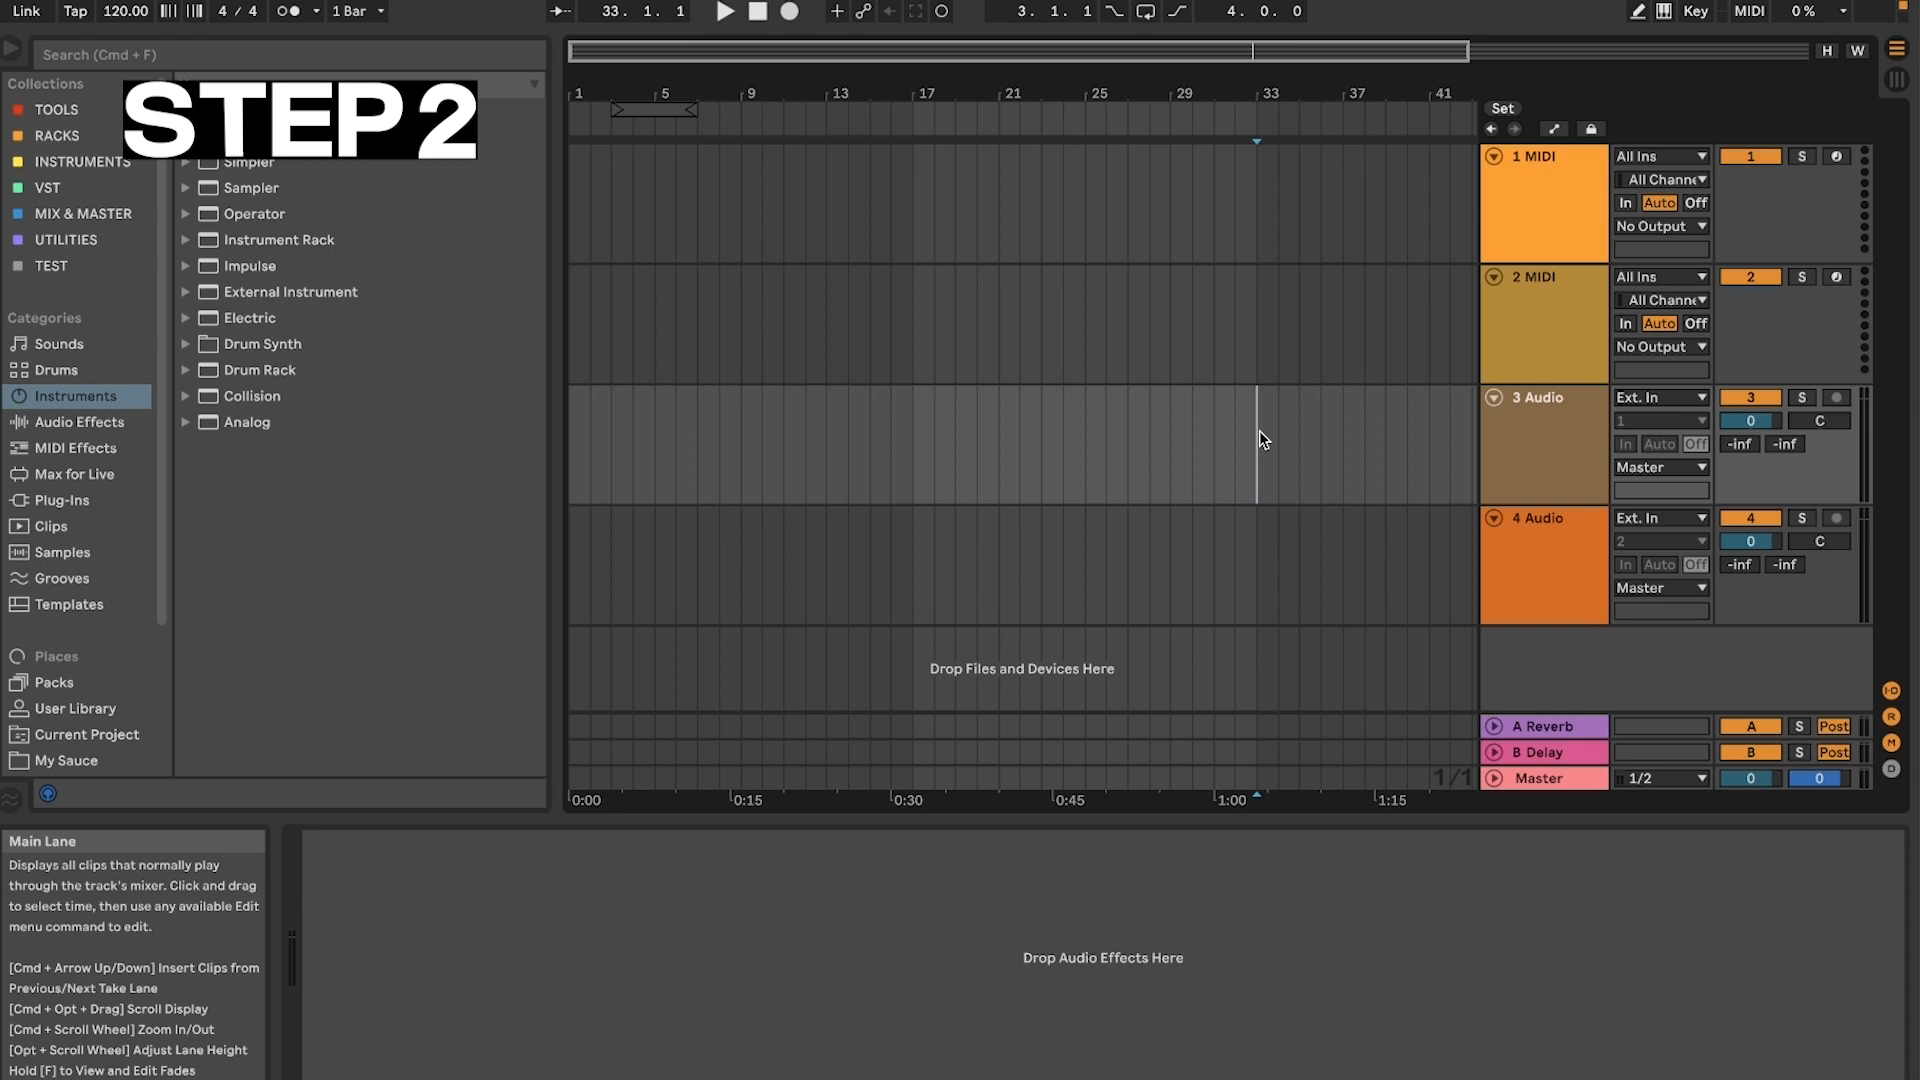 Link Tap 120.00 4 / 4 1 Bar 33. 1. 1 3. 1. 1 4. 0. 0 Key MIDI 0 %
Search (Cmd + F)
H W
Collections
STEP 2
TOOLS
RACKS
INSTRUMENTS
VST
MIX & MASTER
UTILITIES
TEST
Categories
Sounds
Drums
Instruments
Audio Effects
MIDI Effects
Max for Live
Plug-Ins
Clips
Samples
Grooves
Templates
Places
Packs
User Library
Current Project
My Sauce
Simpler
Sampler
Operator
Instrument Rack
Impulse
External Instrument
Electric
Drum Synth
Drum Rack
Collision
Analog
1 5 9 13 17 21 25 29 33 37 41
Set
1 MIDI All Ins 1 S
All Channe
In Auto Off
No Output
2 MIDI All Ins 2 S
All Channe
In Auto Off
No Output
3 Audio Ext. In 3 S
1 0 C
In Auto Off -inf -inf
Master
4 Audio Ext. In 4 S
2 0 C
In Auto Off -inf -inf
Master
Drop Files and Devices Here
A Reverb A S Post
B Delay B S Post
1/1 Master 1/2 0 0
I·O
R
M
D
0:00 0:15 0:30 0:45 1:00 1:15
Main Lane
Displays all clips that normally play
through the track's mixer. Click and drag
to select time, then use any available Edit
menu command to edit.
[Cmd + Arrow Up/Down] Insert Clips from
Previous/Next Take Lane
[Cmd + Opt + Drag] Scroll Display
[Cmd + Scroll Wheel] Zoom In/Out
[Opt + Scroll Wheel] Adjust Lane Height
Hold [F] to View and Edit Fades
Drop Audio Effects Here